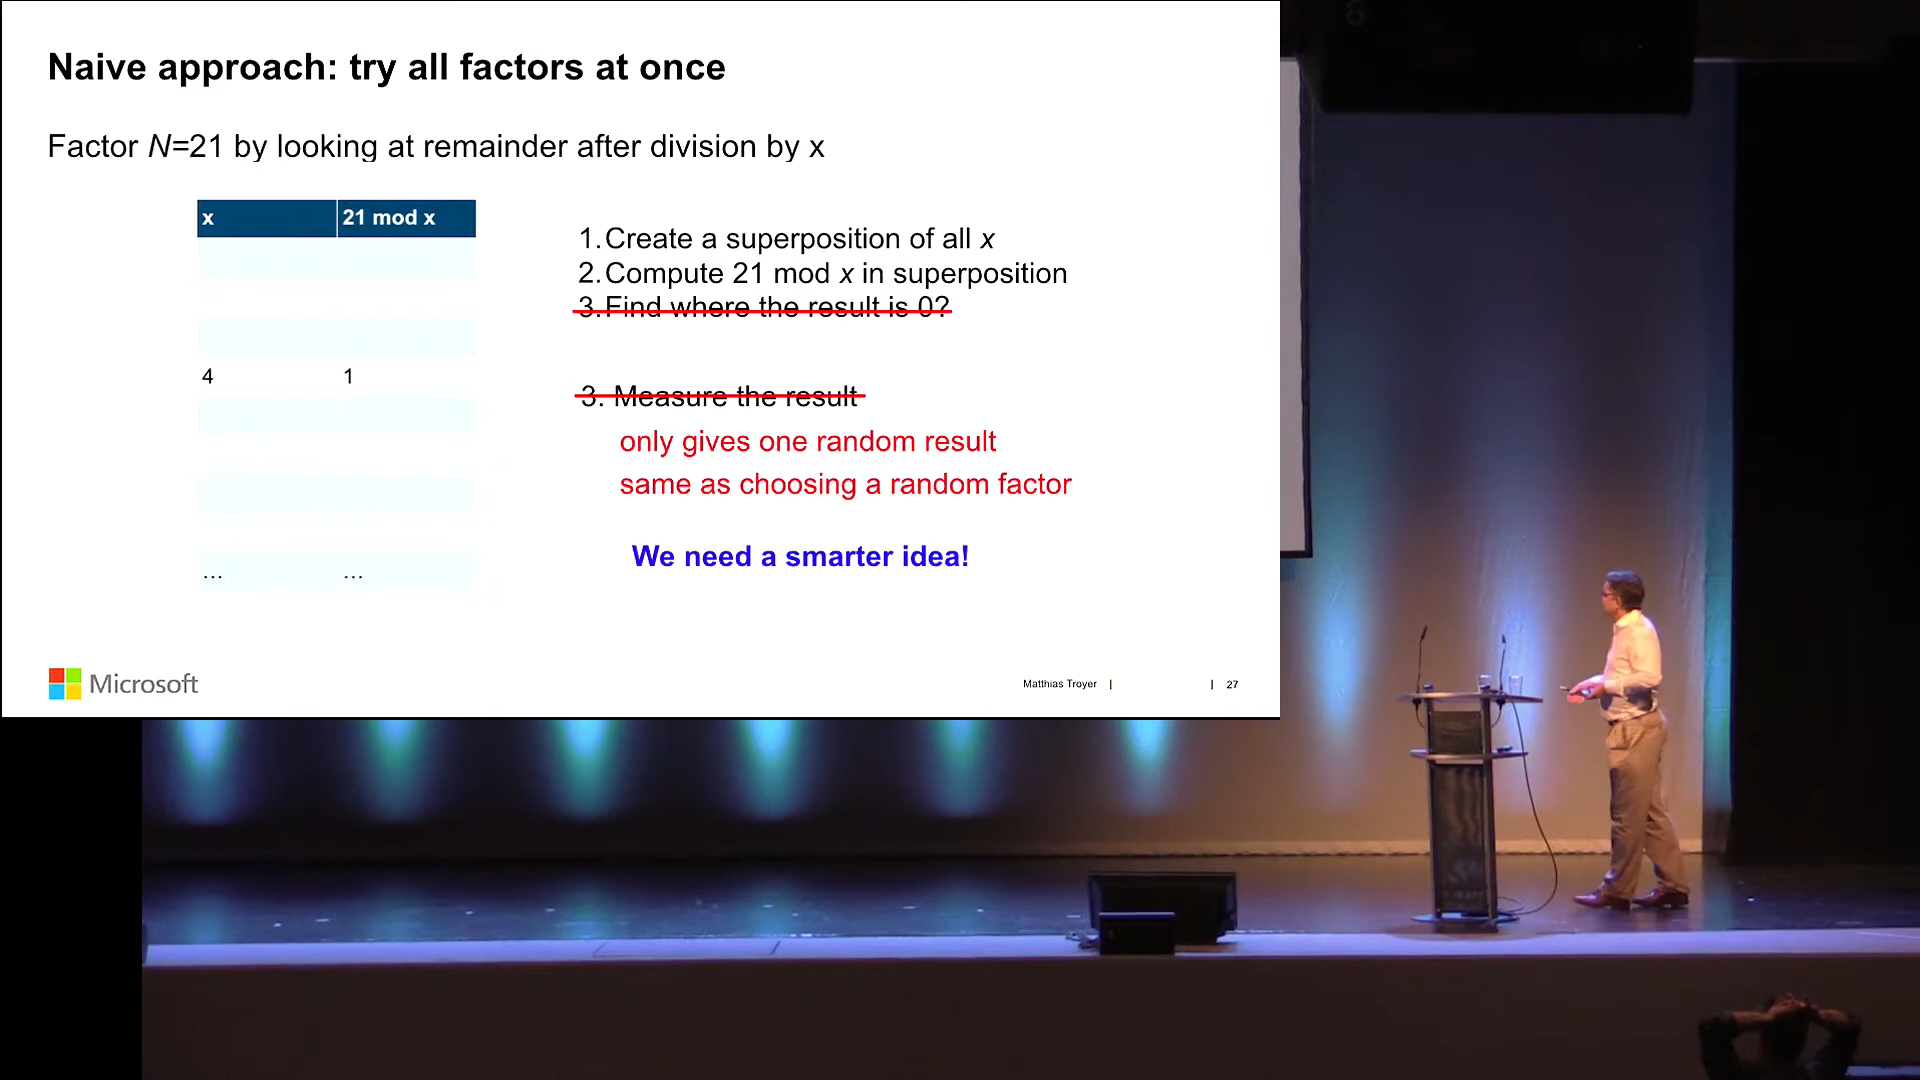 Naive approach: try all factors at once
Factor N=21 by looking at remainder after division by x
x 21 mod x
4 1
... ...
1. Create a superposition of all x
2. Compute 21 mod x in superposition
3. Find where the result is 0?
3. Measure the result
only gives one random result
same as choosing a random factor
We need a smarter idea!
Microsoft
Matthias Troyer | | 27